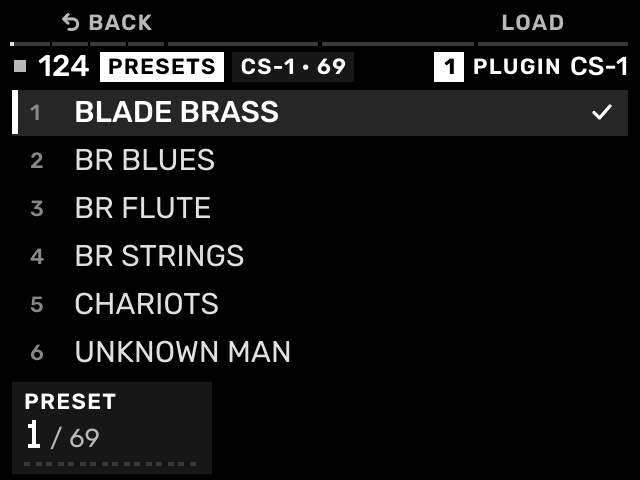 BACK LOAD
124 PRESETS CS-1 • 69 1 PLUGIN CS-1
1 BLADE BRASS
2 BR BLUES
3 BR FLUTE
4 BR STRINGS
5 CHARIOTS
6 UNKNOWN MAN
PRESET
1 / 69